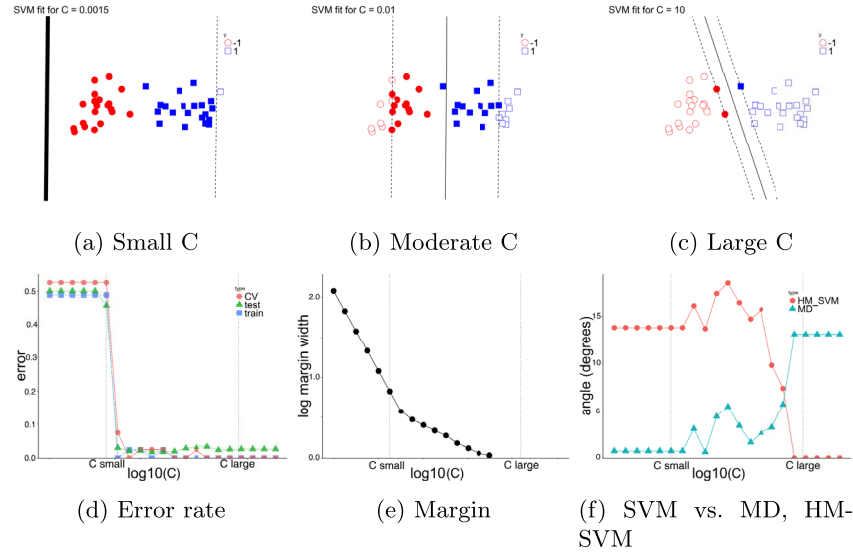 SVM fit for C = 0.0015
y
-1
1
SVM fit for C = 0.01
y
-1
1
SVM fit for C = 10
y
-1
1
(a) Small C
(b) Moderate C
(c) Large C
error
0.5
0.4
0.3
0.2
0.1
0.0
type
CV
test
train
C small
C large
log10(C)
(d) Error rate
log margin width
2.0
1.0
0.0
C small
C large
log10(C)
(e) Margin
angle (degrees)
15
10
5
0
type
HM_SVM
MD
C small
C large
log10(C)
(f) SVM vs. MD, HM-
SVM